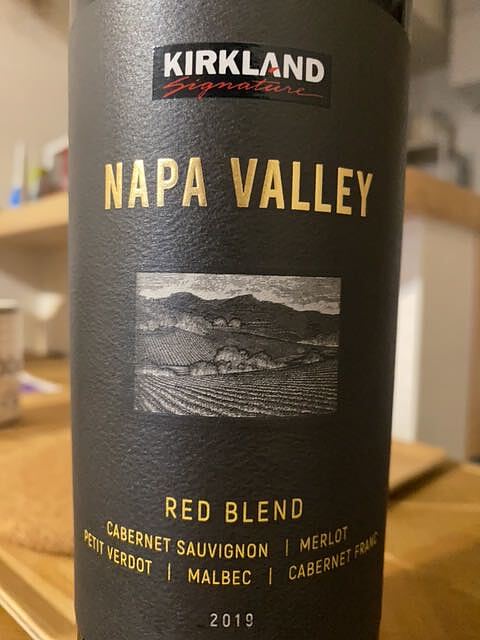 KIRKLAND
Signature
NAPA VALLEY
RED BLEND
CABERNET SAUVIGNON | MERLOT
PETIT VERDOT | MALBEC | CABERNET FRANC
2019